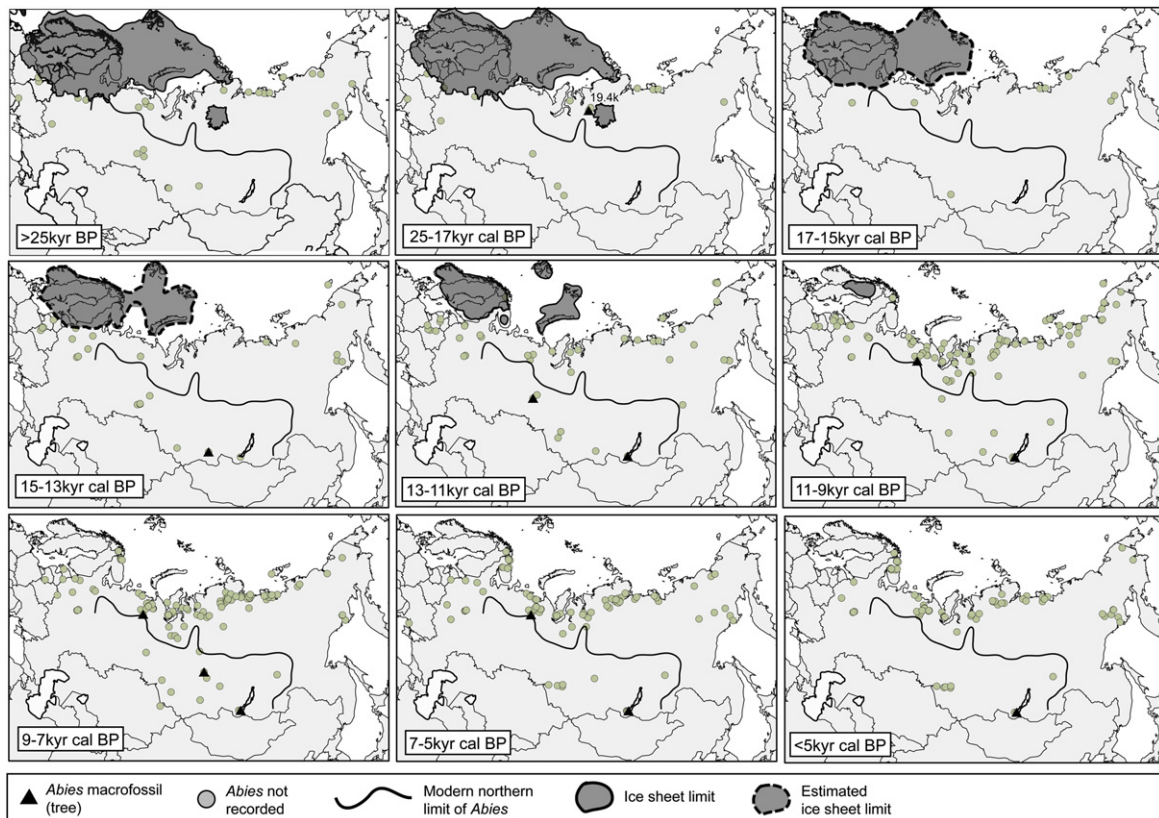 >25kyr BP
19.4k
25-17kyr cal BP
17-15kyr cal BP
15-13kyr cal BP
13-11kyr cal BP
11-9kyr cal BP
9-7kyr cal BP
7-5kyr cal BP
<5kyr cal BP
Abies macrofossil
(tree)
Abies not
recorded
Modern northern
limit of Abies
Ice sheet limit
Estimated
ice sheet limit